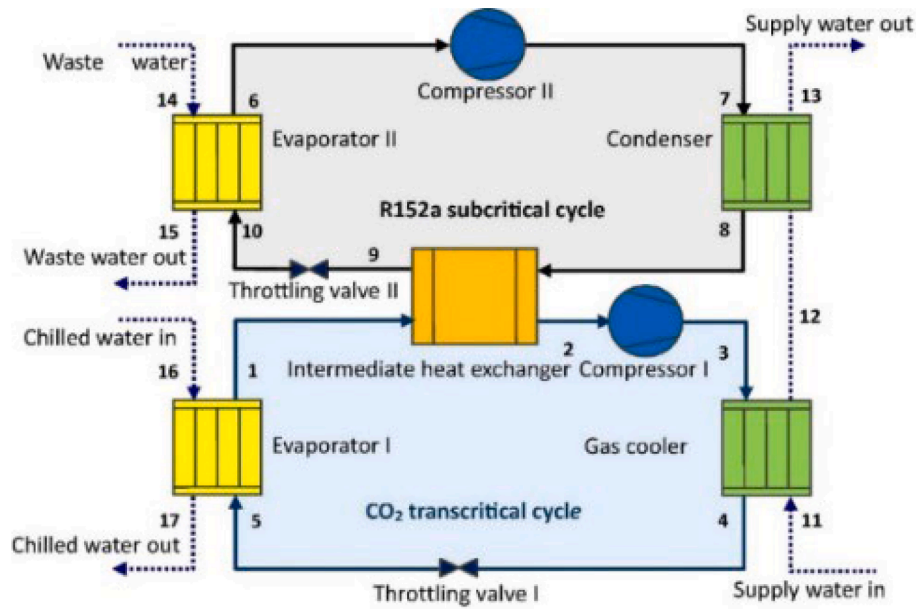 Supply water out
Waste water
Compressor II
14
6
7
13
Evaporator II
Condenser
R152a subcritical cycle
15
10
9
8
Waste water out
Throttling valve II
Chilled water in
12
16
1
2
3
Intermediate heat exchanger
Compressor I
Evaporator I
Gas cooler
17
5
CO₂ transcritical cycle
4
11
Chilled water out
Throttling valve I
Supply water in